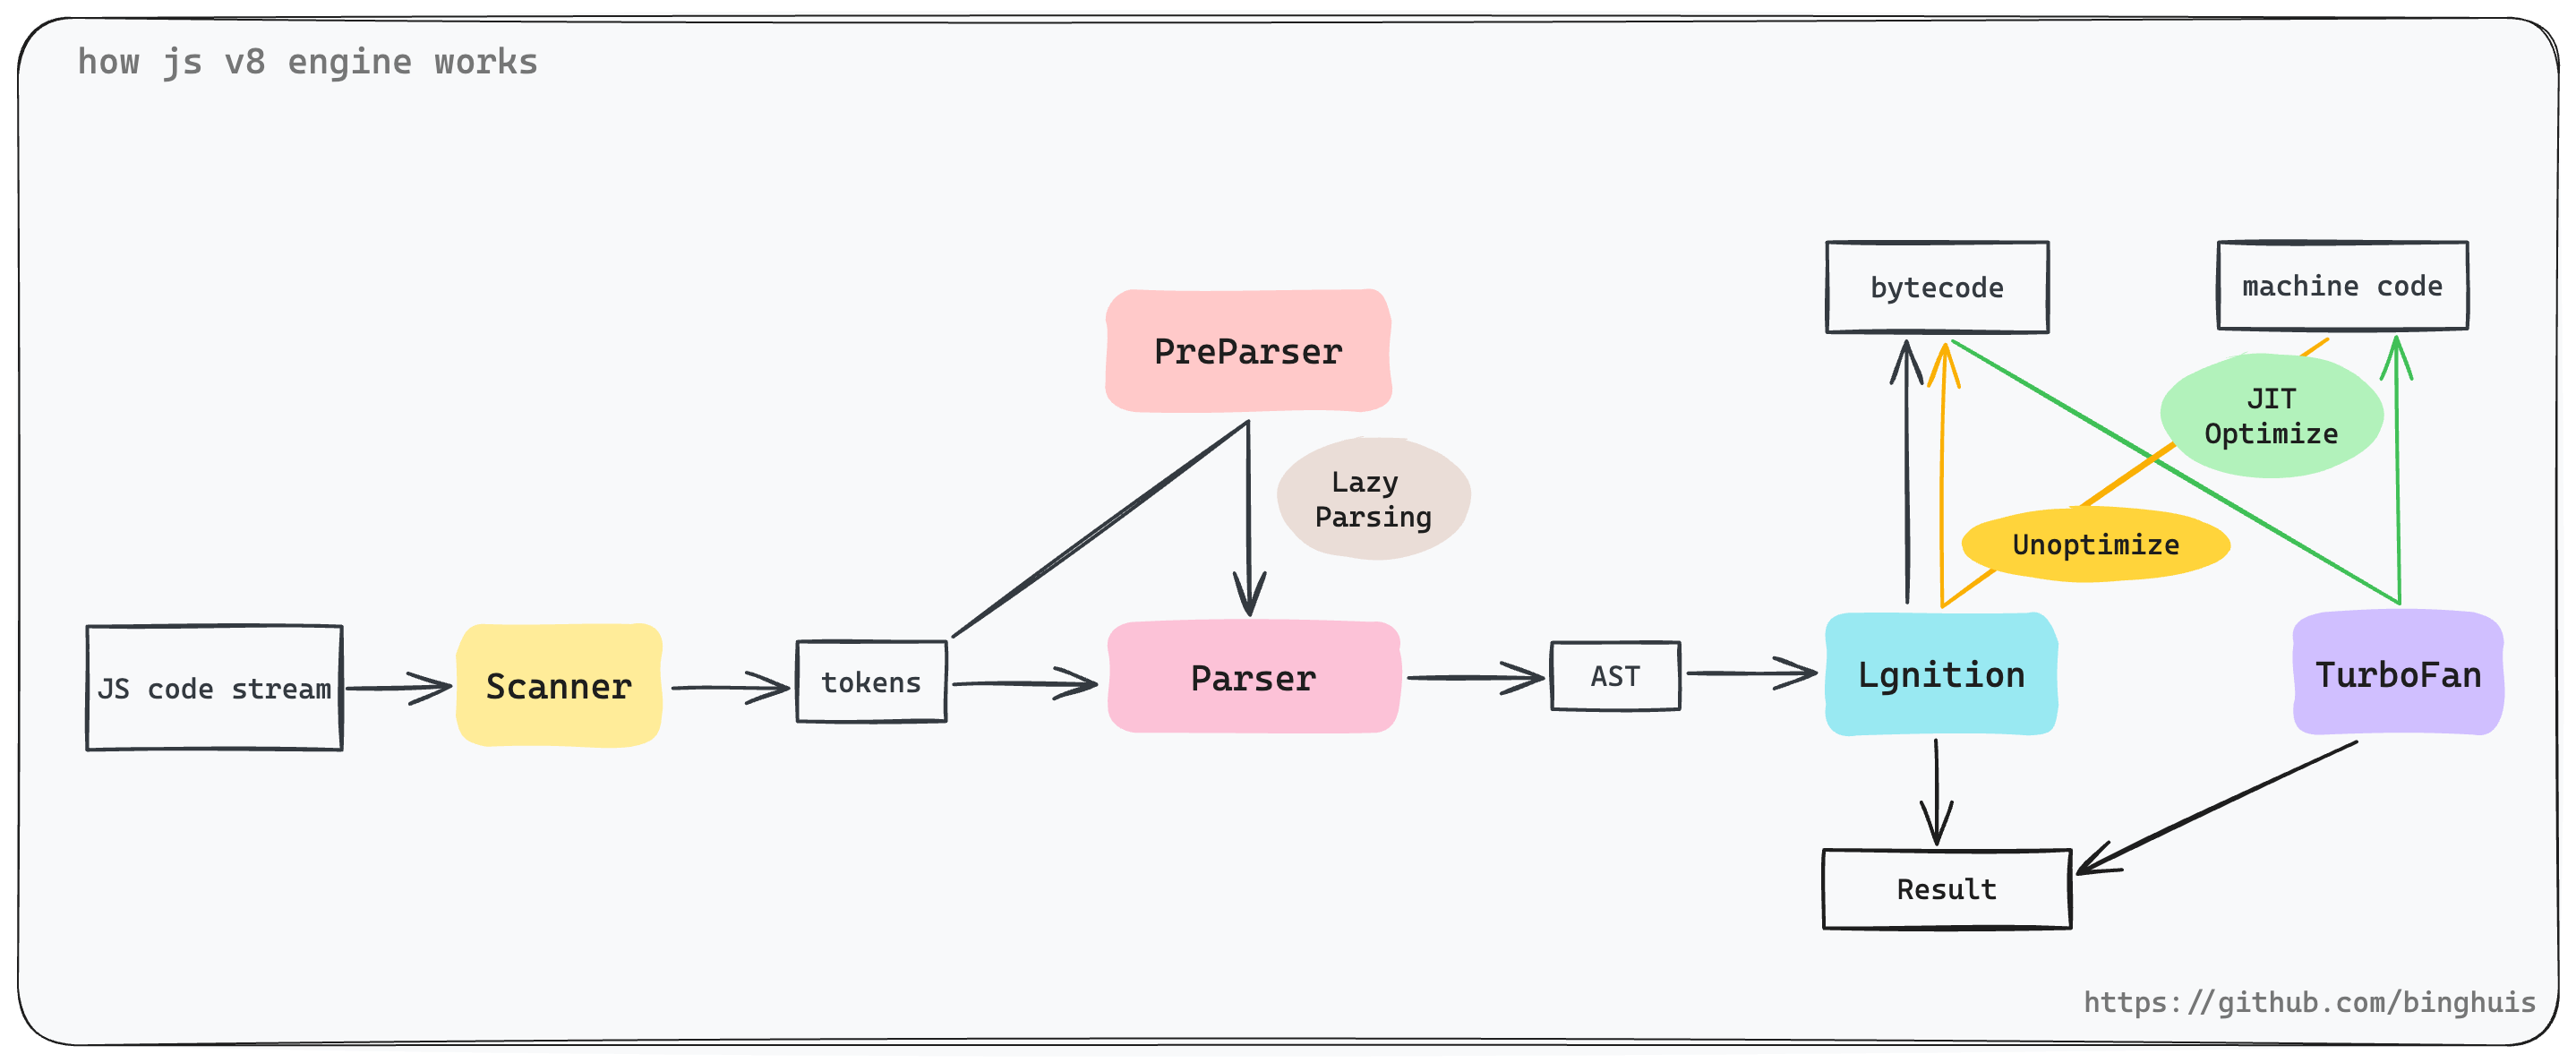 how js v8 engine works
bytecode
machine code
PreParser
JIT
Optimize
Lazy
Parsing
Unoptimize
JS code stream
Scanner
tokens
Parser
AST
Lgnition
TurboFan
Result
https://github.com/binghuis